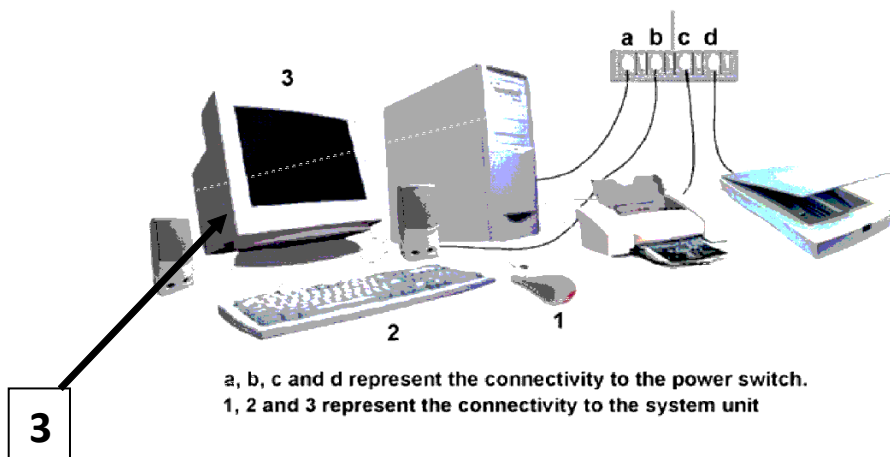 a b c d
3
2
1
a, b, c and d represent the connectivity to the power switch.
1, 2 and 3 represent the connectivity to the system unit
3